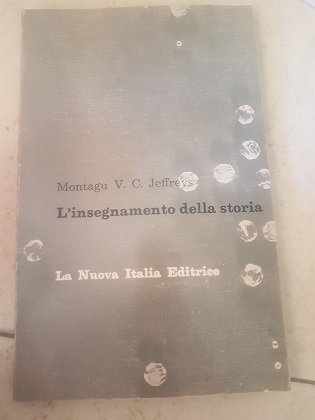 Montagu V. C. Jeffreys
L'insegnamento della storia
La Nuova Italia Editrice